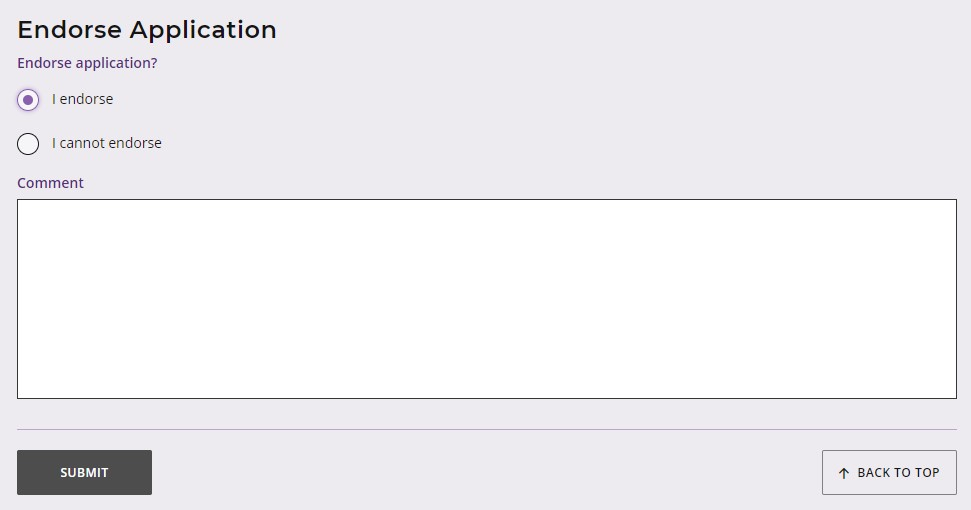 Endorse Application
Endorse application?
I endorse
I cannot endorse
Comment
SUBMIT
BACK TO TOP